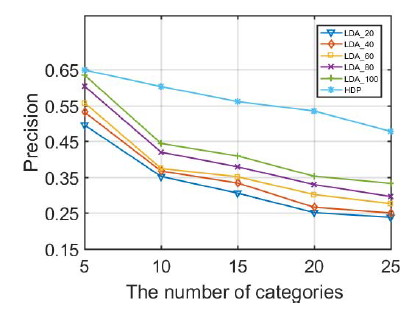 LDA_20
LDA_40
LDA_60
LDA_80
LDA_100
HDP
0.65
0.55
0.45
0.35
0.25
0.15
Precision
5 10 15 20 25
The number of categories